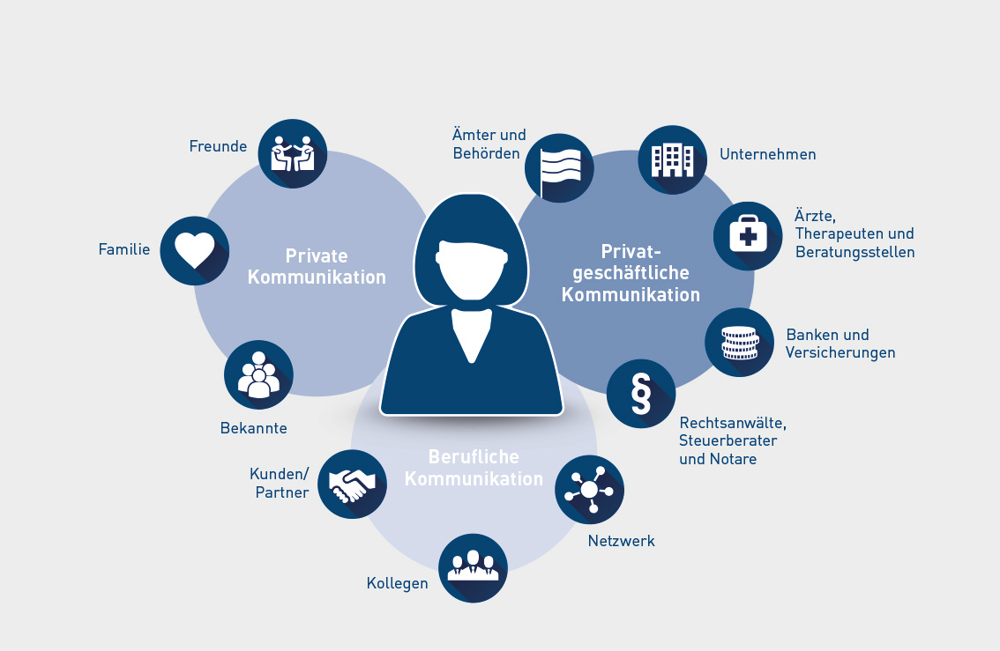 Freunde
Familie
Private
Kommunikation
Bekannte
Ämter und
Behörden
Unternehmen
Ärzte,
Therapeuten und
Beratungsstellen
Privat-
geschäftliche
Kommunikation
Banken und
Versicherungen
Rechtsanwälte,
Steuerberater
und Notare
Berufliche
Kommunikation
Kunden/
Partner
Netzwerk
Kollegen